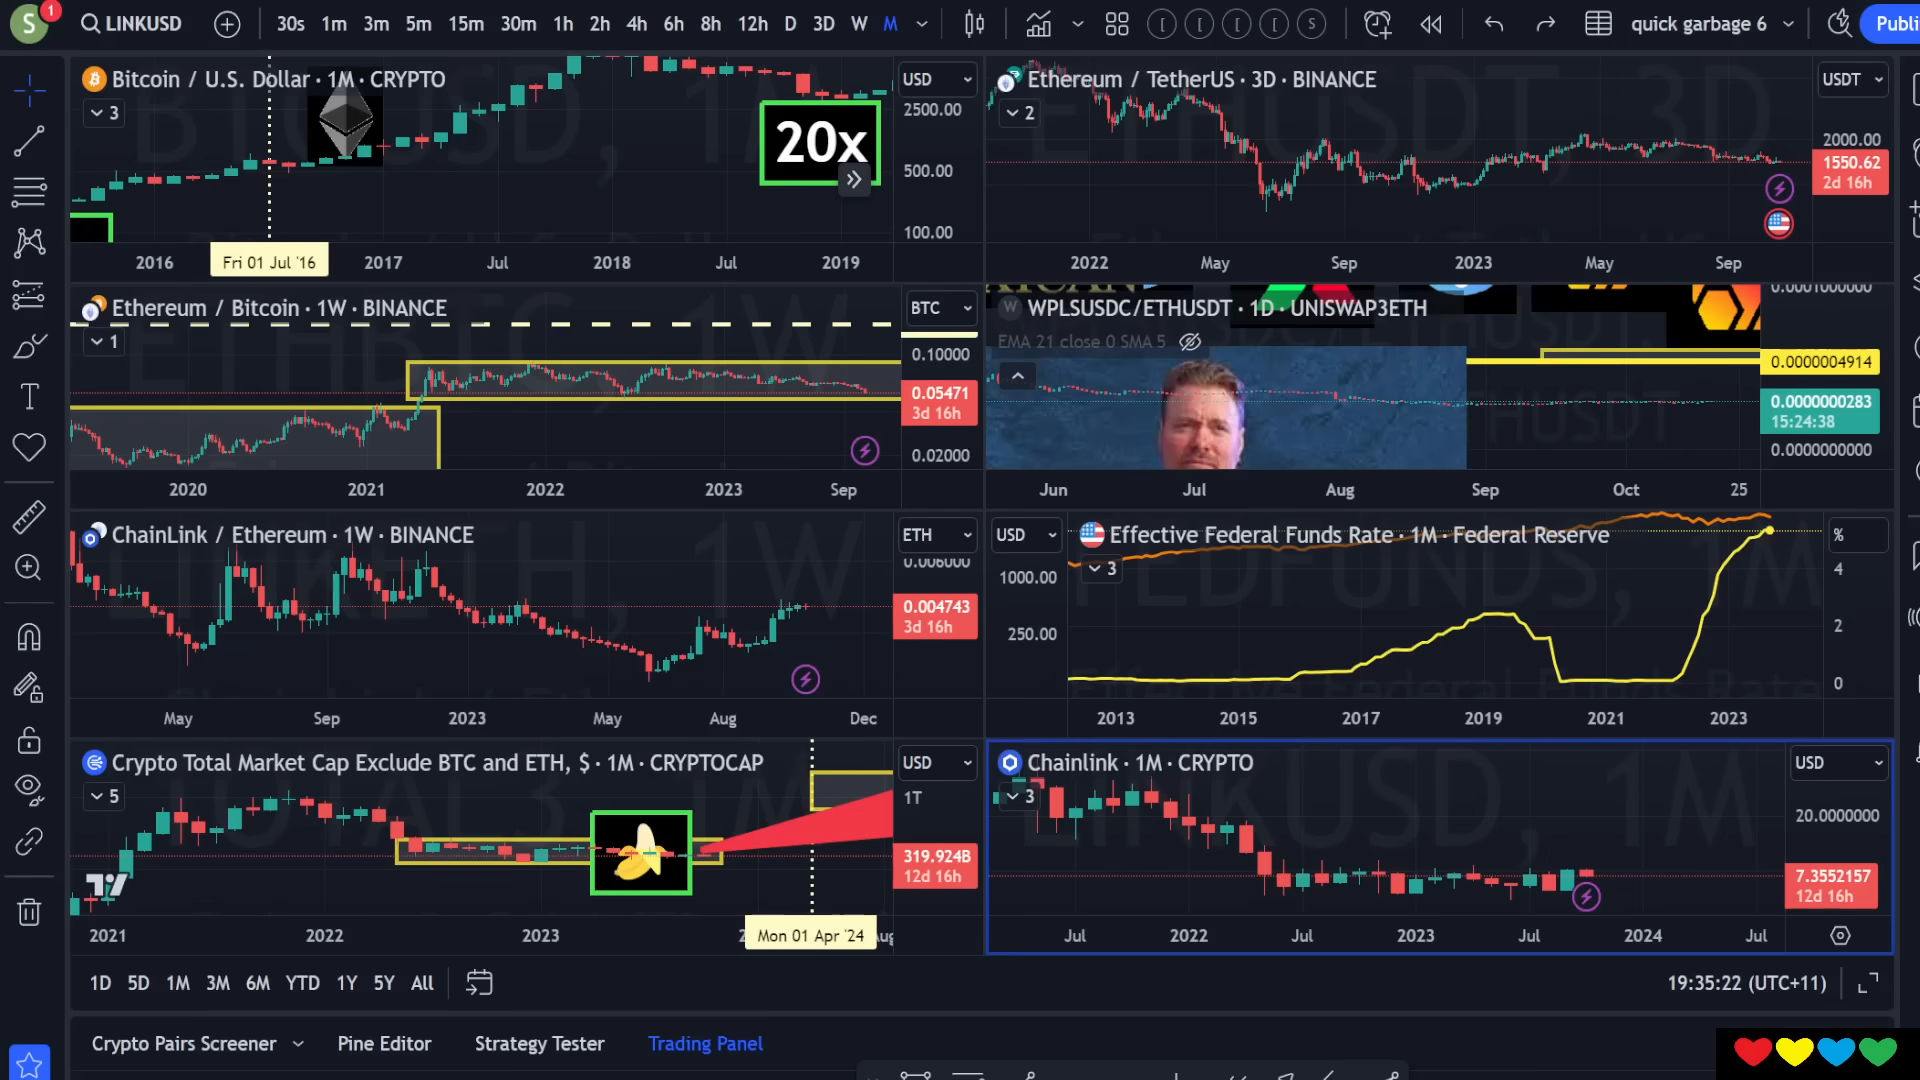 S 1 LINKUSD 30s 1m 3m 5m 15m 30m 1h 2h 4h 6h 8h 12h D 3D W M S quick garbage 6 Publi
Bitcoin / U.S. Dollar · 1M · CRYPTO
USD
3
2500.00
20x
500.00
100.00
2016 Fri 01 Jul '16 2017 Jul 2018 Jul 2019
Ethereum / TetherUS · 3D · BINANCE
USDT
2
2000.00
1550.62
2d 16h
2022 May Sep 2023 May Sep
Ethereum / Bitcoin · 1W · BINANCE
BTC
1
0.10000
0.05471
3d 16h
0.02000
2020 2021 2022 2023 Sep
WPLSUSDC/ETHUSDT · 1D · UNISWAP3ETH
EMA 21 close 0 SMA 5
0.0000004914
0.0000000283
15:24:38
0.0000000000
Jun Jul Aug Sep Oct 25
ChainLink / Ethereum · 1W · BINANCE
ETH
0.006000
0.004743
3d 16h
May Sep 2023 May Aug Dec
USD
Effective Federal Funds Rate · 1M · Federal Reserve
%
3
1000.00
4
250.00
2
0
2013 2015 2017 2019 2021 2023
Crypto Total Market Cap Exclude BTC and ETH, $ · 1M · CRYPTOCAP
USD
5
1T
319.924B
12d 16h
2021 2022 2023 Mon 01 Apr '24
Chainlink · 1M · CRYPTO
USD
3
20.0000000
7.3552157
12d 16h
Jul 2022 Jul 2023 Jul 2024 Jul
1D 5D 1M 3M 6M YTD 1Y 5Y All
19:35:22 (UTC+11)
Crypto Pairs Screener Pine Editor Strategy Tester Trading Panel